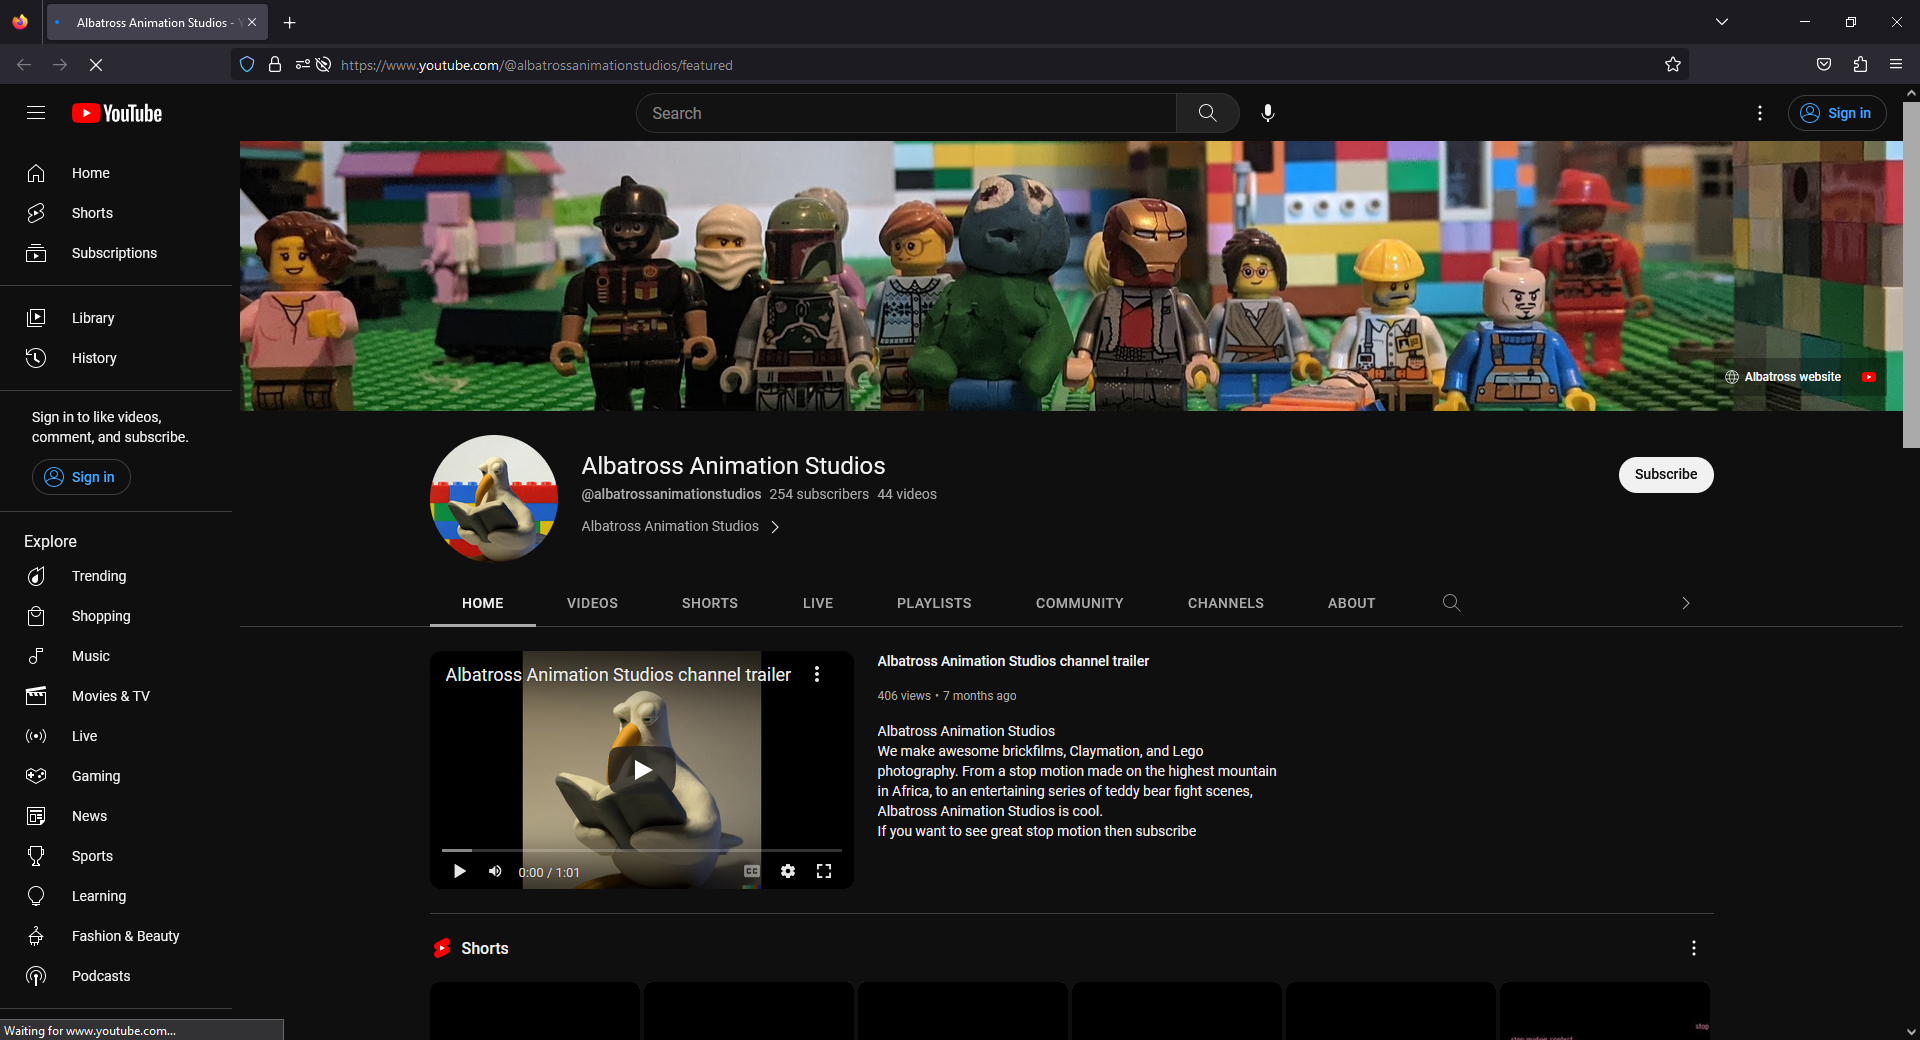 Albatross Animation Studios - Y
https://www.youtube.com/@albatrossanimationstudios/featured
YouTube
Search
Sign in
Home
Shorts
Subscriptions
Library
History
Sign in to like videos,
comment, and subscribe.
Sign in
Explore
Trending
Shopping
Music
Movies & TV
Live
Gaming
News
Sports
Learning
Fashion & Beauty
Podcasts
Albatross website
Albatross Animation Studios
@albatrossanimationstudios 254 subscribers 44 videos
Albatross Animation Studios
Subscribe
HOME VIDEOS SHORTS LIVE PLAYLISTS COMMUNITY CHANNELS ABOUT
Albatross Animation Studios channel trailer
CC
0:00 / 1:01
Albatross Animation Studios channel trailer
406 views • 7 months ago
Albatross Animation Studios
We make awesome brickfilms, Claymation, and Lego
photography. From a stop motion made on the highest mountain
in Africa, to an entertaining series of teddy bear fight scenes,
Albatross Animation Studios is cool.
If you want to see great stop motion then subscribe
Shorts
stop
Waiting for www.youtube.com...